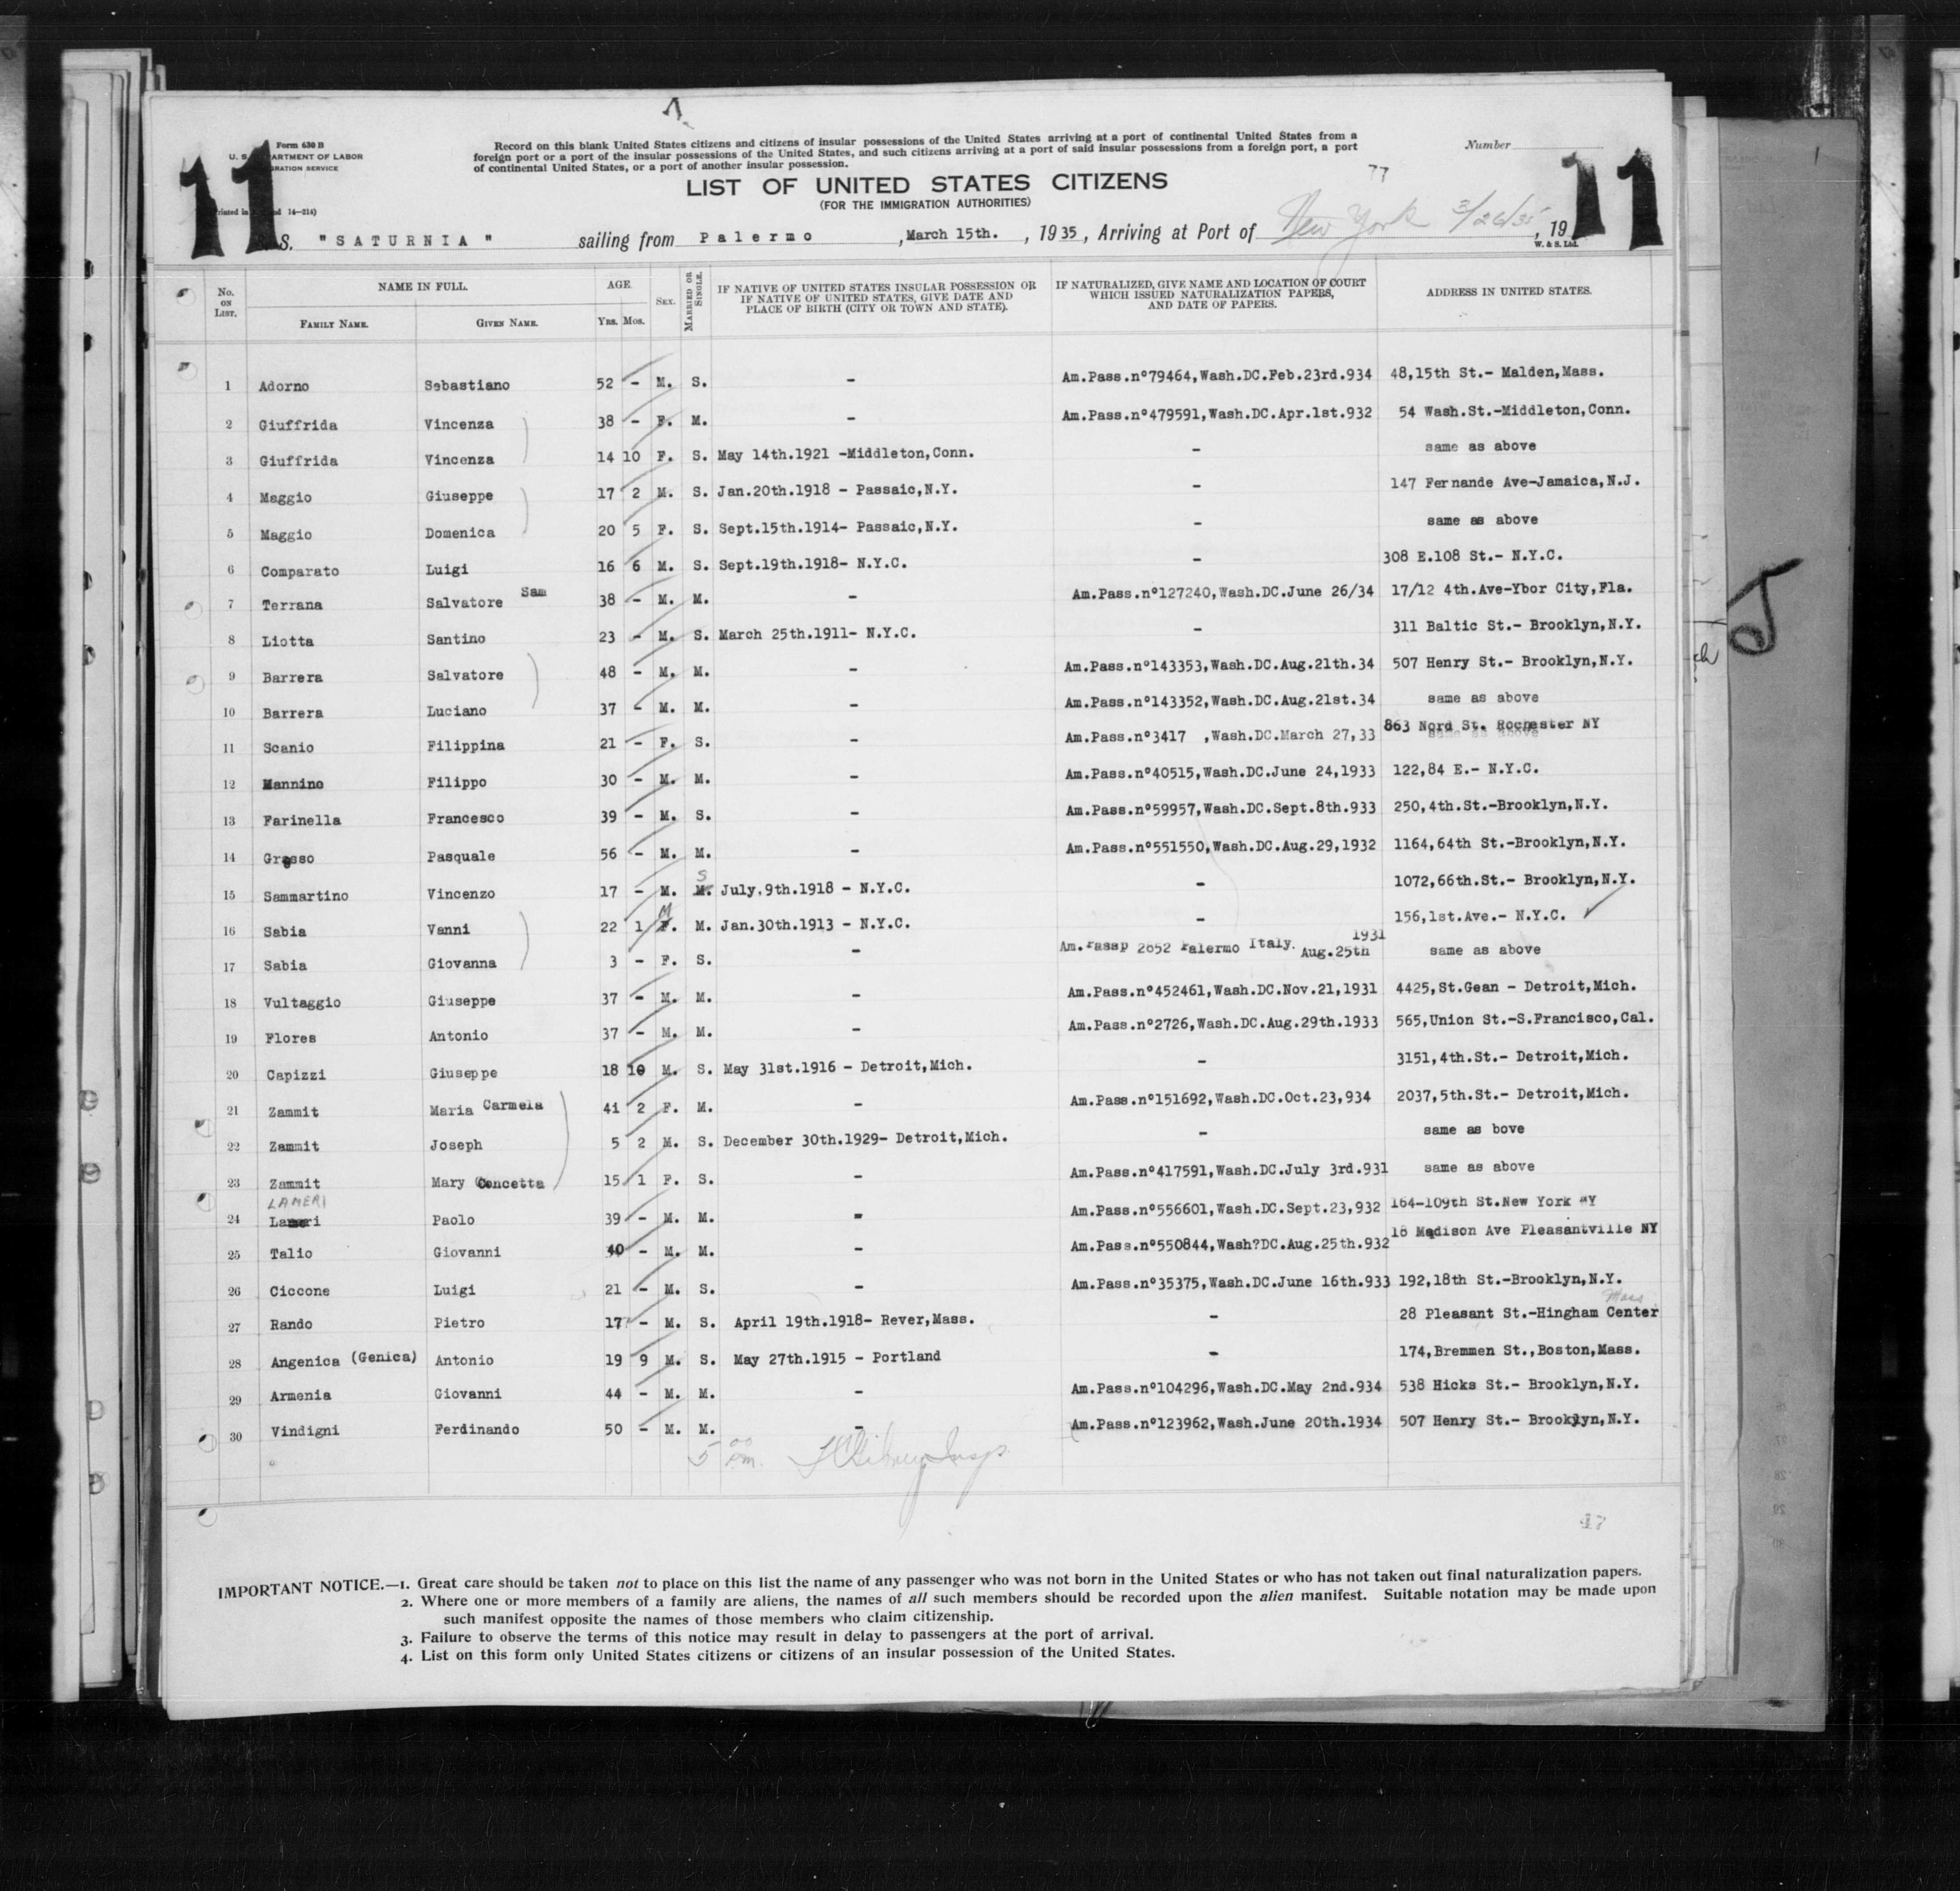 11
Form 630 B
U. S. DEPARTMENT OF LABOR
IMMIGRATION SERVICE
Record on this blank United States citizens and citizens of insular possessions of the United States arriving at a port of continental United States from a
foreign port or a port of the insular possessions of the United States, and such citizens arriving at a port of said insular possessions from a foreign port, a port
of continental United States, or a port of another insular possession.
Number
11
77
LIST OF UNITED STATES CITIZENS
(FOR THE IMMIGRATION AUTHORITIES)
S. "SATURNIA" sailing from Palermo, March 15th., 1935, Arriving at Port of New York 3/26/35, 19
W. & S. Ltd.
No. ON LIST. NAME IN FULL. FAMILY NAME. GIVEN NAME. AGE. YRS. MOS. SEX. MARRIED OR SINGLE. IF NATIVE OF UNITED STATES INSULAR POSSESSION OR IF NATIVE OF UNITED STATES, GIVE DATE AND PLACE OF BIRTH (CITY OR TOWN AND STATE). IF NATURALIZED, GIVE NAME AND LOCATION OF COURT WHICH ISSUED NATURALIZATION PAPERS, AND DATE OF PAPERS. ADDRESS IN UNITED STATES.
1 Adorno Sebastiano 52 - M. S. - Am.Pass.nº79464,Wash.DC.Feb.23rd.934 48,15th St.- Malden,Mass.
2 Giuffrida Vincenza 38 - F. M. - Am.Pass.nº479591,Wash.DC.Apr.1st.932 54 Wash.St.-Middleton,Conn.
3 Giuffrida Vincenza 14 10 F. S. May 14th.1921 -Middleton,Conn. - same as above
4 Maggio Giuseppe 17 2 M. S. Jan.20th.1918 - Passaic,N.Y. - 147 Fernande Ave-Jamaica,N.J.
5 Maggio Domenica 20 5 F. S. Sept.15th.1914- Passaic,N.Y. - same as above
6 Comparato Luigi 16 6 M. S. Sept.19th.1918- N.Y.C. - 308 E.108 St.- N.Y.C.
7 Terrana Salvatore Sam 38 - M. M. - Am.Pass.nº127240,Wash.DC.June 26/34 17/12 4th.Ave-Ybor City,Fla.
8 Liotta Santino 23 - M. S. March 25th.1911- N.Y.C. - 311 Baltic St.- Brooklyn,N.Y.
9 Barrera Salvatore 48 - M. M. - Am.Pass.nº143353,Wash.DC.Aug.21th.34 507 Henry St.- Brooklyn,N.Y.
10 Barrera Luciano 37 - M. M. - Am.Pass.nº143352,Wash.DC.Aug.21st.34 same as above
11 Scanio Filippina 21 - F. S. - Am.Pass.nº3417 ,Wash.DC.March 27,33 863 Nord St. Rochester NY
12 Mannino Filippo 30 - M. M. - Am.Pass.nº40515,Wash.DC.June 24,1933 122,84 E.- N.Y.C.
13 Farinella Francesco 39 - M. S. - Am.Pass.nº59957,Wash.DC.Sept.8th.933 250,4th.St.-Brooklyn,N.Y.
14 Grosso Pasquale 56 - M. M. - Am.Pass.nº551550,Wash.DC.Aug.29,1932 1164,64th St.-Brooklyn,N.Y.
15 Sammartino Vincenzo 17 - M. M. S July.9th.1918 - N.Y.C. - 1072,66th.St.- Brooklyn,N.Y.
16 Sabia Vanni 22 1 F. M M. Jan.30th.1913 - N.Y.C. - 156,1st.Ave.- N.Y.C. ✓
17 Sabia Giovanna 3 - F. S. - Am.Passp 2652 Palermo Italy. Aug.25th 1931 same as above
18 Vultaggio Giuseppe 37 - M. M. - Am.Pass.nº452461,Wash.DC.Nov.21,1931 4425,St.Gean - Detroit,Mich.
19 Flores Antonio 37 - M. M. - Am.Pass.nº2726,Wash.DC.Aug.29th.1933 565,Union St.-S.Francisco,Cal.
20 Capizzi Giuseppe 18 10 M. S. May 31st.1916 - Detroit,Mich. - 3151,4th.St.- Detroit,Mich.
21 Zammit Maria Carmela 41 2 F. M. - Am.Pass.nº151692,Wash.DC.Oct.23,934 2037,5th.St.- Detroit,Mich.
22 Zammit Joseph 5 2 M. S. December 30th.1929- Detroit,Mich. - same as bove
23 Zammit Mary Concetta 15 1 F. S. - Am.Pass.nº417591,Wash.DC.July 3rd.931 same as above
LAMERI
24 Lameri Paolo 39 - M. M. - Am.Pass.nº556601,Wash.DC.Sept.23,932 164-109th St.New York NY
25 Talio Giovanni 40 - M. M. - Am.Pass.nº550844,Wash?DC.Aug.25th.932 18 Madison Ave Pleasantville NY
26 Ciccone Luigi 21 - M. S. - Am.Pass.nº35375,Wash.DC.June 16th.933 192,18th St.-Brooklyn,N.Y.
27 Rando Pietro 17 - M. S. April 19th.1918- Rever,Mass. - 28 Pleasant St.-Hingham Center Mass
28 Angenica (Genica) Antonio 19 9 M. S. May 27th.1915 - Portland - 174,Bremmen St.,Boston,Mass.
29 Armenia Giovanni 44 - M. M. - Am.Pass.nº104296,Wash.DC.May 2nd.934 538 Hicks St.- Brooklyn,N.Y.
30 Vindigni Ferdinando 50 - M. M. - Am.Pass.nº123962,Wash.June 20th.1934 507 Henry St.- Brooklyn,N.Y.
5 00 P.m.
47
IMPORTANT NOTICE.—1. Great care should be taken not to place on this list the name of any passenger who was not born in the United States or who has not taken out final naturalization papers.
2. Where one or more members of a family are aliens, the names of all such members should be recorded upon the alien manifest. Suitable notation may be made upon
such manifest opposite the names of those members who claim citizenship.
3. Failure to observe the terms of this notice may result in delay to passengers at the port of arrival.
4. List on this form only United States citizens or citizens of an insular possession of the United States.